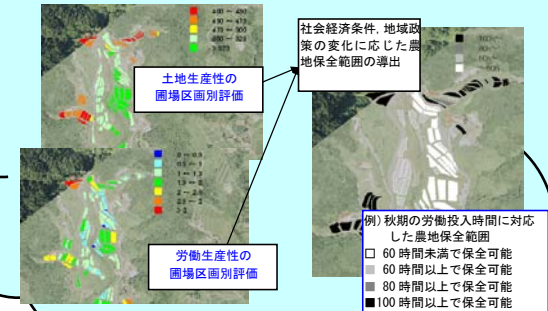 400 ～ 430
土地生産性の
圃場区画別評価
社会経済条件，地域政
策の変化に応じた農
地保全範囲の導出
労働生産性の
圃場区画別評価
例）秋期の労働投入時間に対応
した農地保全範囲
□ 60 時間未満で保全可能
■ 60 時間以上で保全可能
■ 80 時間以上で保全可能
■100 時間以上で保全可能